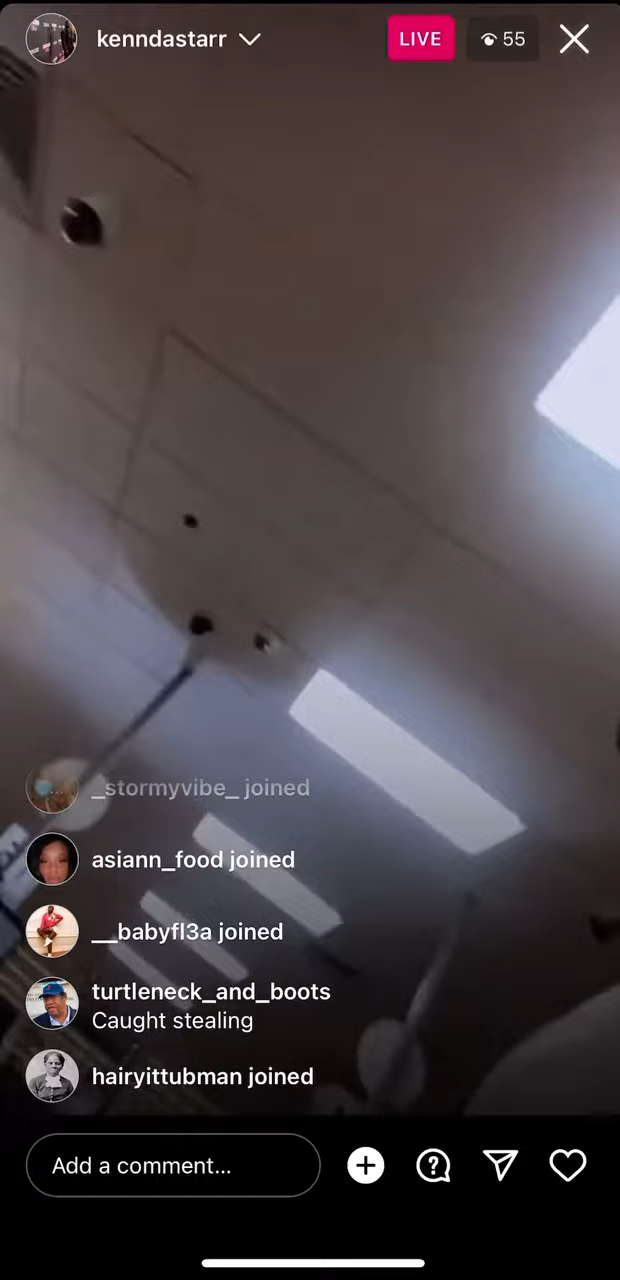 kenndastarr
LIVE
55
_stormyvibe_ joined
asiann_food joined
__babyfl3a joined
turtleneck_and_boots
Caught stealing
hairyittubman joined
Add a comment...